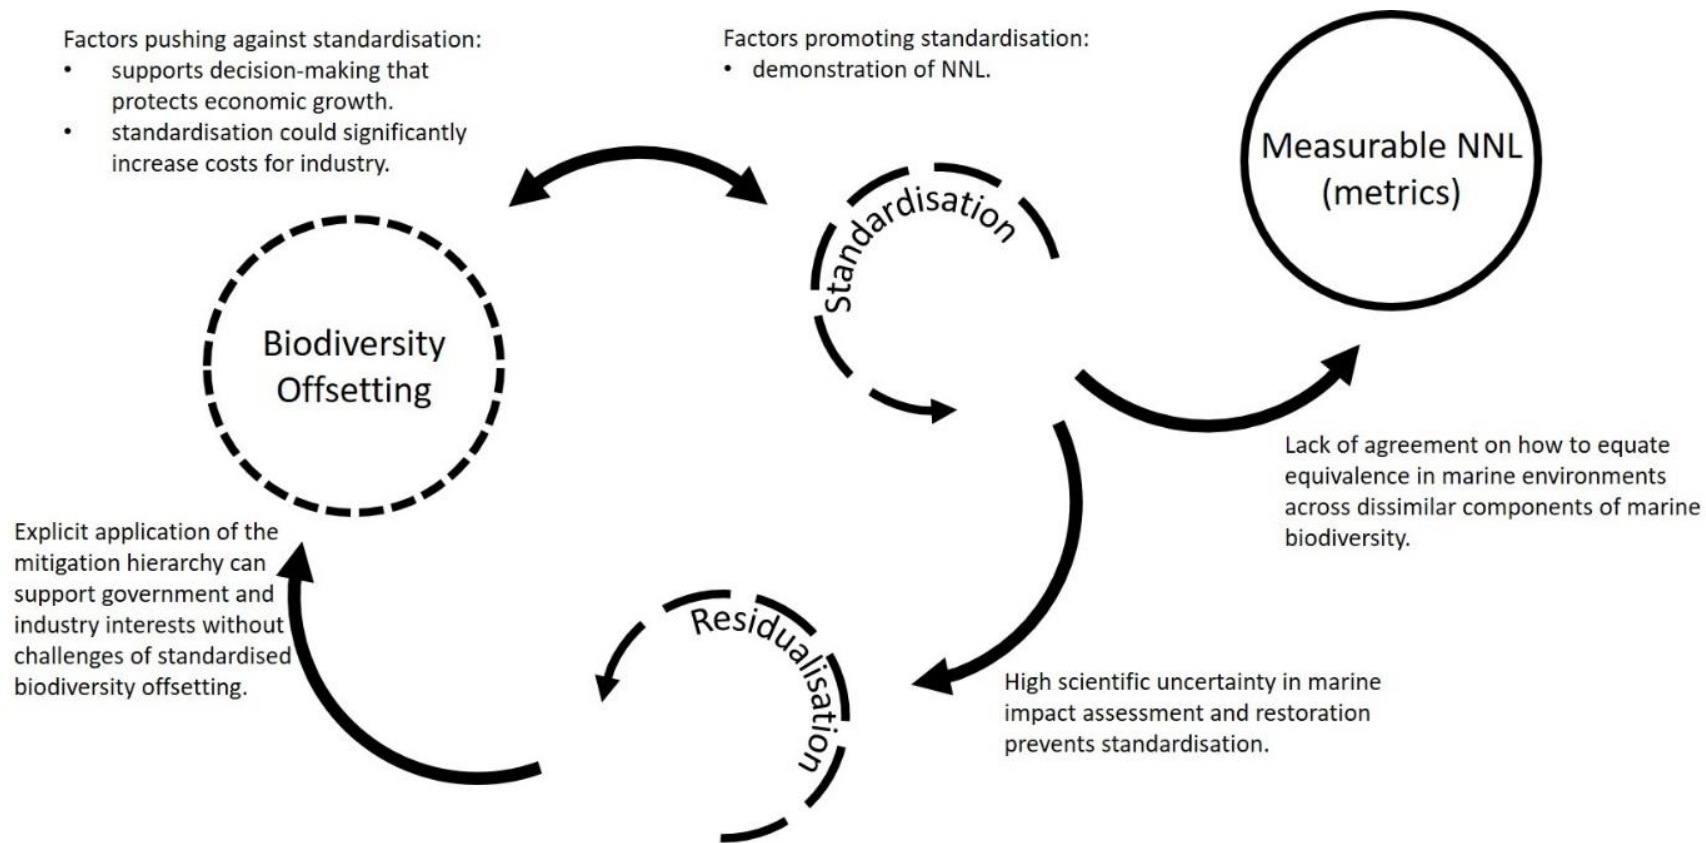 Factors pushing against standardisation:
• supports decision-making that
protects economic growth.
• standardisation could significantly
increase costs for industry.
Factors promoting standardisation:
• demonstration of NNL.
Measurable NNL
(metrics)
Standardisation
Biodiversity
Offsetting
Lack of agreement on how to equate
equivalence in marine environments
across dissimilar components of marine
biodiversity.
Explicit application of the
mitigation hierarchy can
support government and
industry interests without
challenges of standardised
biodiversity offsetting.
Residualisation
High scientific uncertainty in marine
impact assessment and restoration
prevents standardisation.